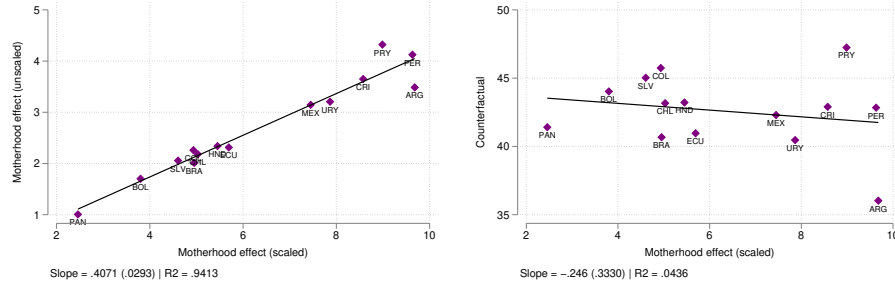 5
4
3
2
1
Motherhood effect (unscaled)
PRY
PER
ARG
CRI
MEX
URY
HND
ECU
COL
CHL
SLV
BRA
BOL
PAN
2
4
6
8
10
Motherhood effect (scaled)
Slope = .4071 (.0293) | R2 = .9413
50
45
40
35
Counterfactual
PRY
COL
SLV
BOL
CHL
HND
CRI
PER
MEX
PAN
BRA
ECU
URY
ARG
2
4
6
8
10
Motherhood effect (scaled)
Slope = −.246 (.3330) | R2 = .0436